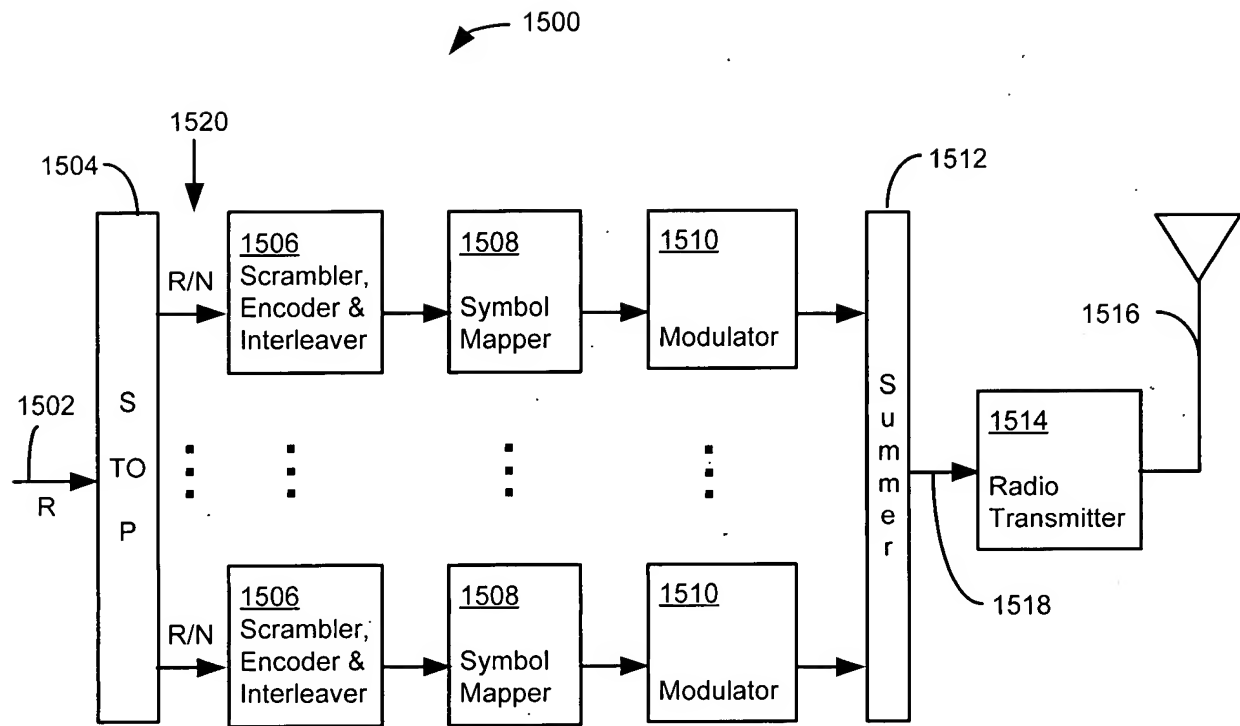 1500
1520
1504
1512
1506
Scrambler,
Encoder &
Interleaver
1508
Symbol
Mapper
1510
Modulator
R/N
1516
1502
R
S
TO
P
Summer
1514
Radio
Transmitter
1518
R/N
1506
Scrambler,
Encoder &
Interleaver
1508
Symbol
Mapper
1510
Modulator